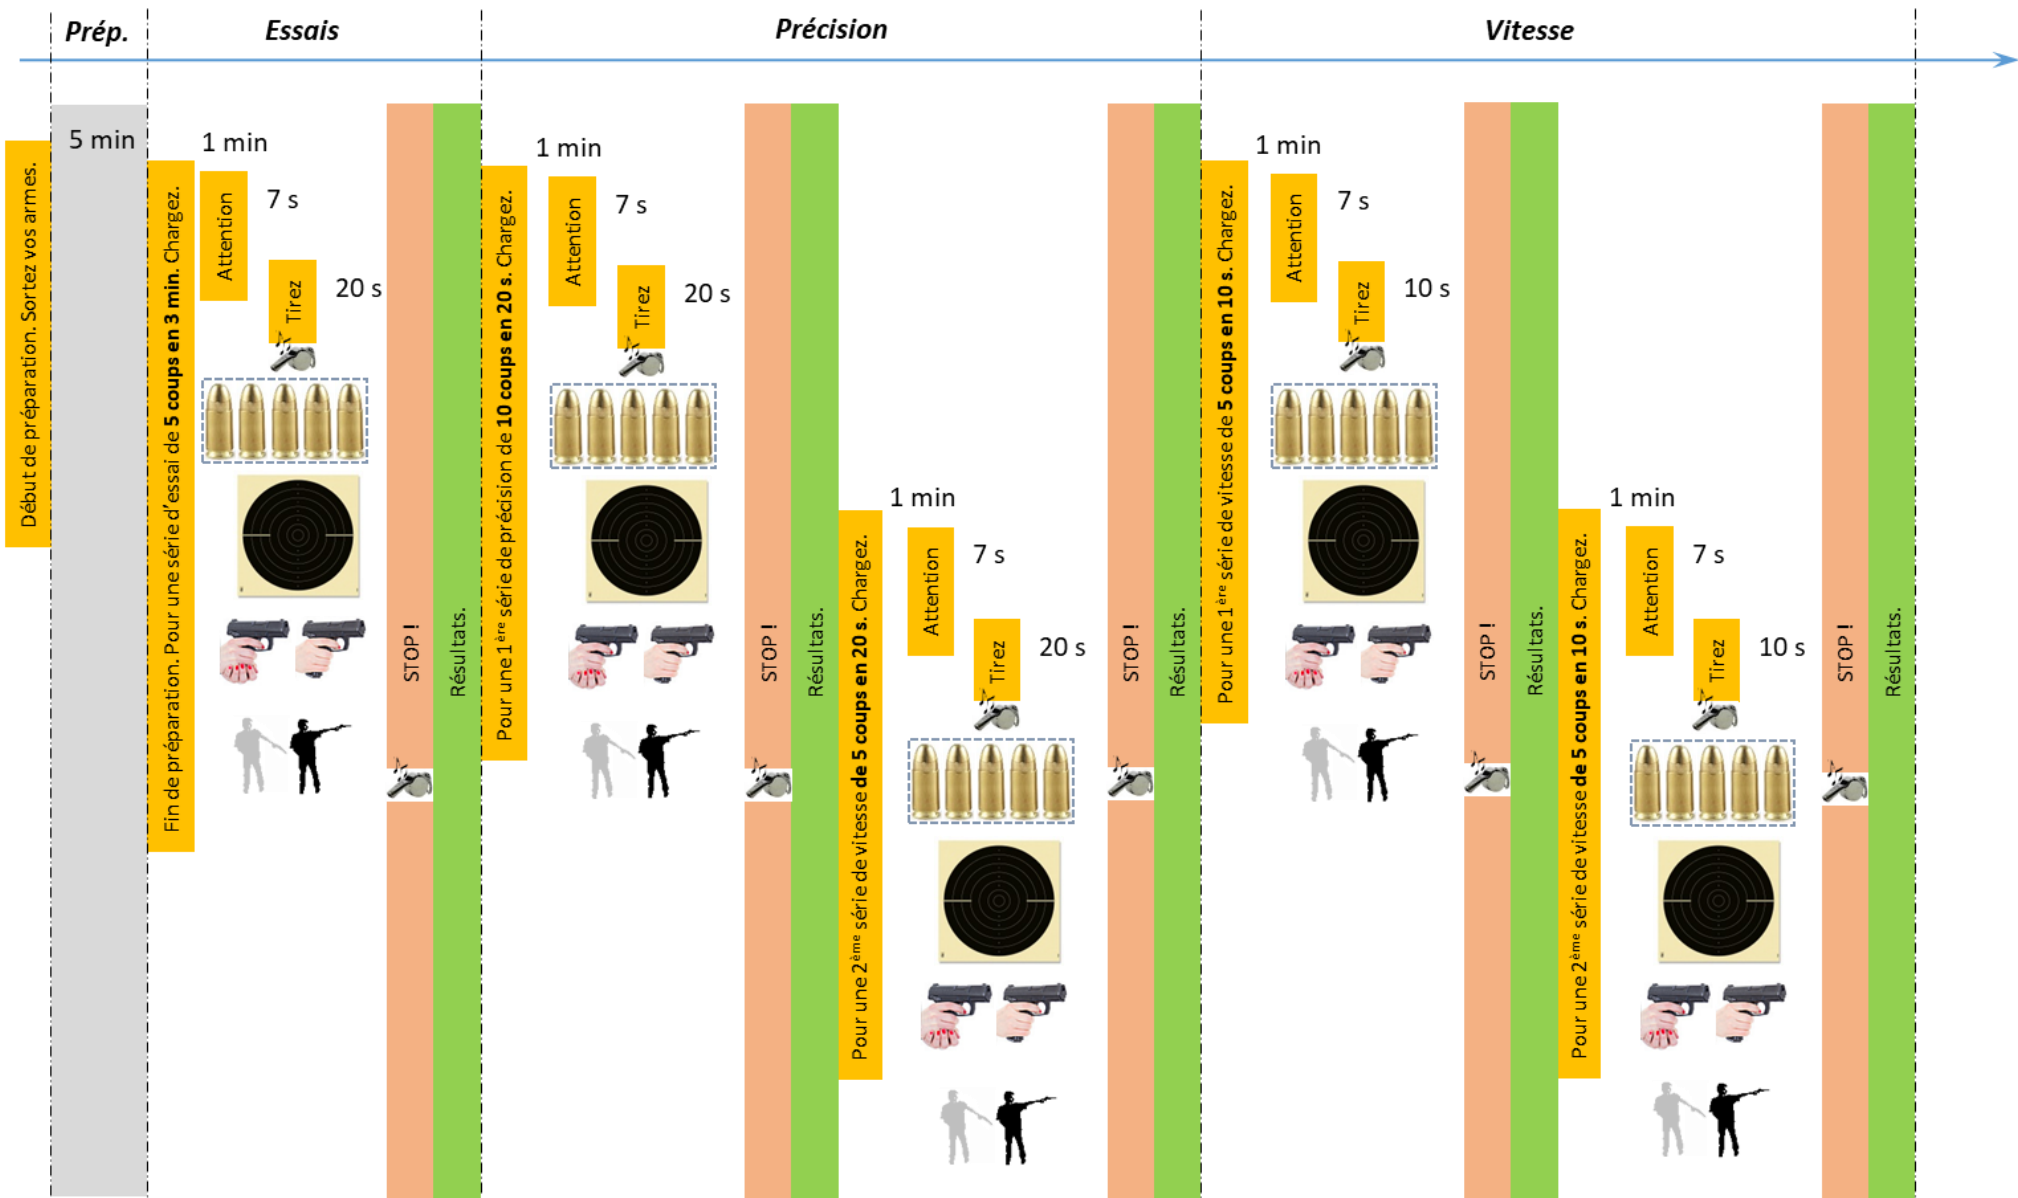 Prép.
Essais
Précision
Vitesse
Début de préparation. Sortez vos armes.
5 min
Fin de préparation. Pour une série d'essai de 5 coups en 3 min. Chargez.
1 min
Attention
7 s
Tirez
20 s
STOP !
Résultats.
Pour une 1ère série de précision de 10 coups en 20 s. Chargez.
1 min
Attention
7 s
Tirez
20 s
STOP !
Résultats.
Pour une 2ème série de vitesse de 5 coups en 20 s. Chargez.
1 min
Attention
7 s
Tirez
20 s
STOP !
Résultats.
Pour une 1ère série de vitesse de 5 coups en 10 s. Chargez.
1 min
Attention
7 s
Tirez
10 s
STOP !
Résultats.
Pour une 2ème série de vitesse de 5 coups en 10 s. Chargez.
1 min
Attention
7 s
Tirez
10 s
STOP !
Résultats.